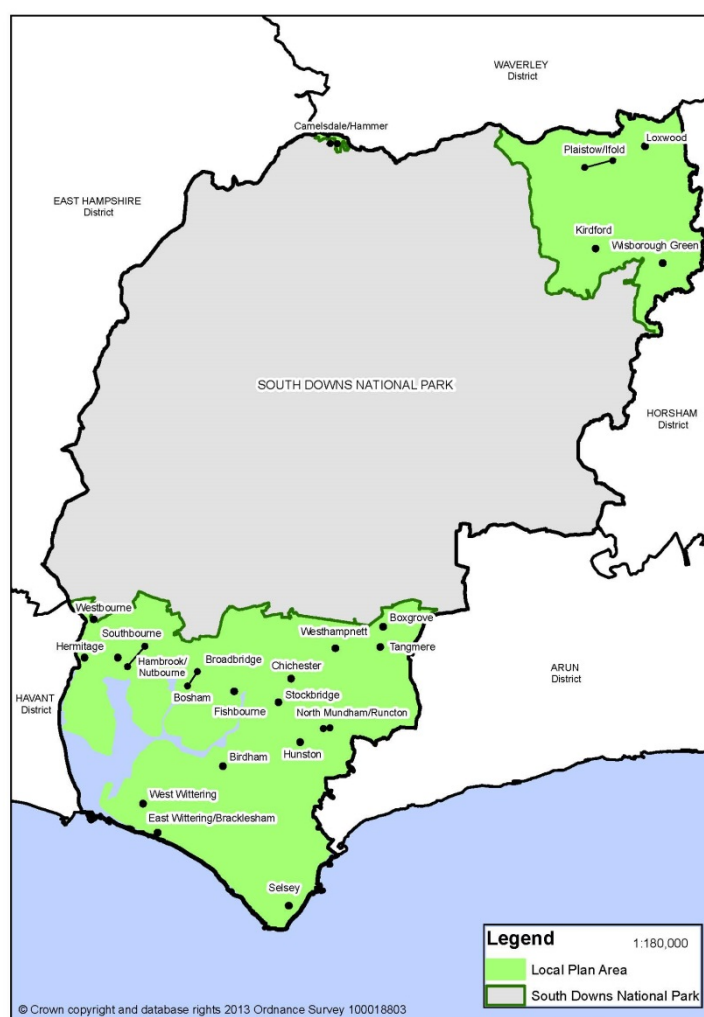 WAVERLEY
District
Camelsdale/Hammer
Loxwood
Plaistow/Ifold
EAST HAMPSHIRE
District
Kirdford
Wisborough Green
SOUTH DOWNS NATIONAL PARK
HORSHAM
District
Westbourne
Boxgrove
Southbourne
Westhampnett
Hermitage
Tangmere
Hambrook/
Nutbourne
Broadbridge
Chichester
ARUN
District
HAVANT
District
Bosham
Fishbourne
Stockbridge
North Mundham/Runcton
Hunston
Birdham
West Wittering
East Wittering/Bracklesham
Selsey
Legend
1:180,000
Local Plan Area
South Downs National Park
© Crown copyright and database rights 2013 Ordnance Survey 100018803